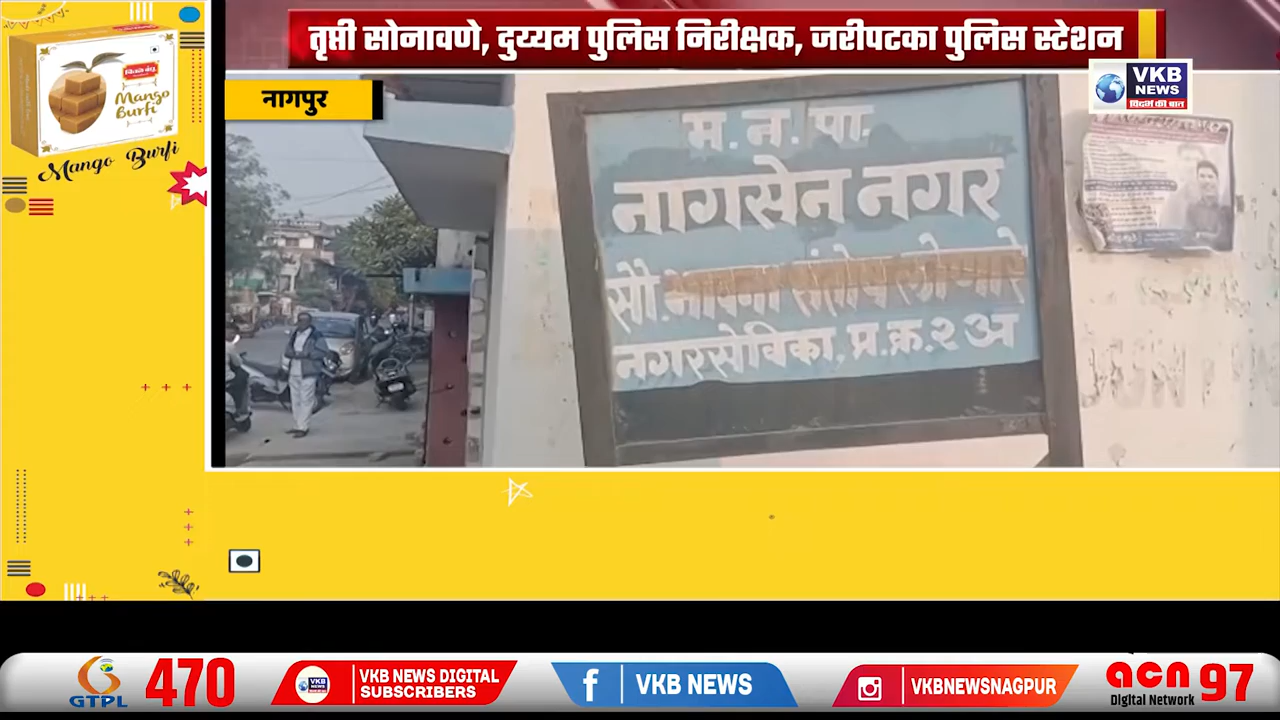 तृप्ती सोनावणे, दुय्यम पुलिस निरीक्षक, जरीपटका पुलिस स्टेशन
नागपुर
VKB
NEWS
विदर्भ की बात
Mango
Burfi
Mango Burfi
म. न. पा.
नागसेन नगर
सौ.
नगरसेविका, प्र.क्र.२ अ
GTPL
470
VKB NEWS DIGITAL
SUBSCRIBERS
VKB NEWS
VKBNEWSNAGPUR
acn
Digital Network
97